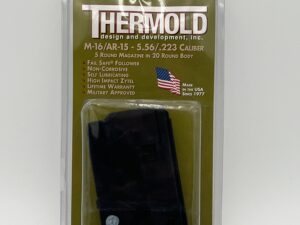 THERMOLD
design and development, inc.
M-16/AR-15 - 5.56/.223 CALIBER
5 ROUND MAGAZINE IN 20 ROUND BODY
FAIL SAFE FOLLOWER
NON-CORROSIVE
SELF LUBRICATING
HIGH IMPACT ZYTEL
LIFETIME WARRANTY
MILITARY APPROVED
MADE
IN THE USA
SINCE 1977